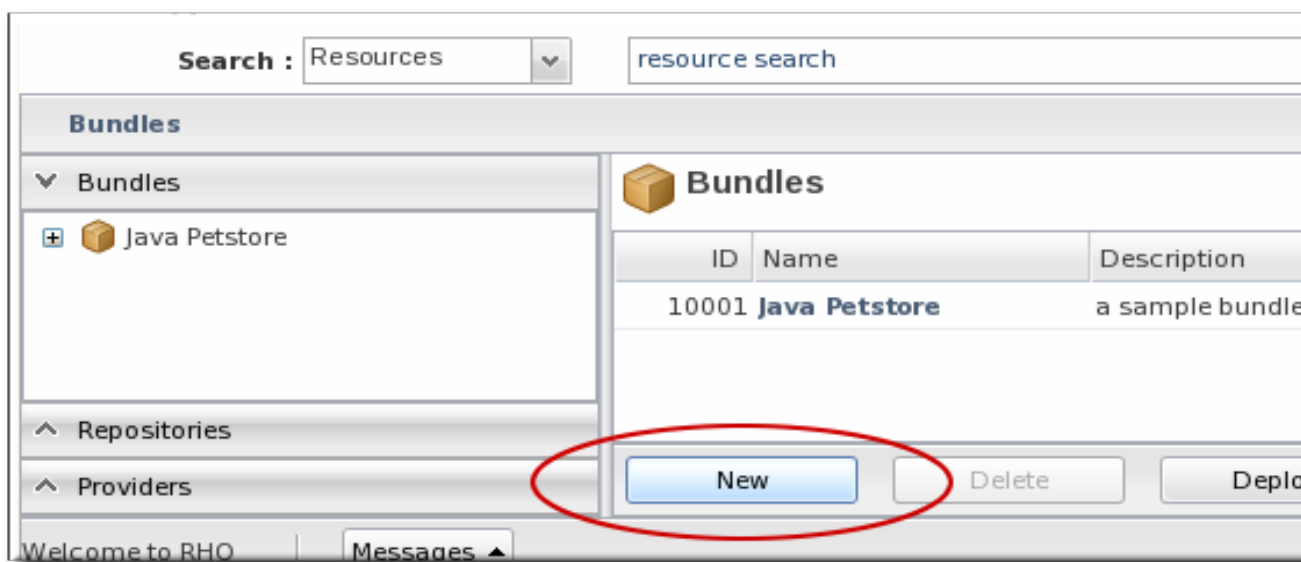 Search : Resources resource search
Bundles
Bundles
Java Petstore
Repositories
Providers
Bundles
ID Name Description
10001 Java Petstore a sample bundle
New Delete Deplo
Welcome to RHQ Messages